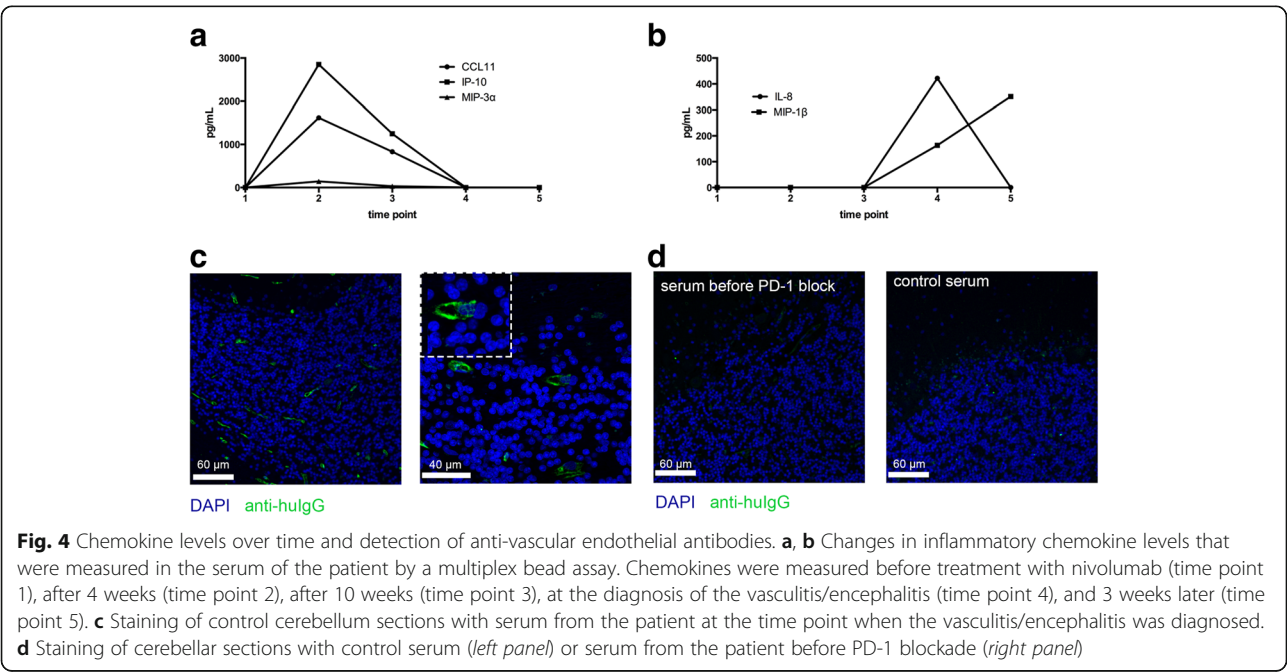 a
3000
2000
1000
0
pg/mL
1 2 3 4 5
time point
CCL11
IP-10
MIP-3α
b
500
400
300
200
100
0
pg/mL
1 2 3 4 5
time point
IL-8
MIP-1β
c
60 µm
40 µm
DAPI anti-huIgG
d
serum before PD-1 block
control serum
60 µm
60 µm
DAPI anti-huIgG
Fig. 4 Chemokine levels over time and detection of anti-vascular endothelial antibodies. a, b Changes in inflammatory chemokine levels that
were measured in the serum of the patient by a multiplex bead assay. Chemokines were measured before treatment with nivolumab (time point
1), after 4 weeks (time point 2), after 10 weeks (time point 3), at the diagnosis of the vasculitis/encephalitis (time point 4), and 3 weeks later (time
point 5). c Staining of control cerebellum sections with serum from the patient at the time point when the vasculitis/encephalitis was diagnosed.
d Staining of cerebellar sections with control serum (left panel) or serum from the patient before PD-1 blockade (right panel)